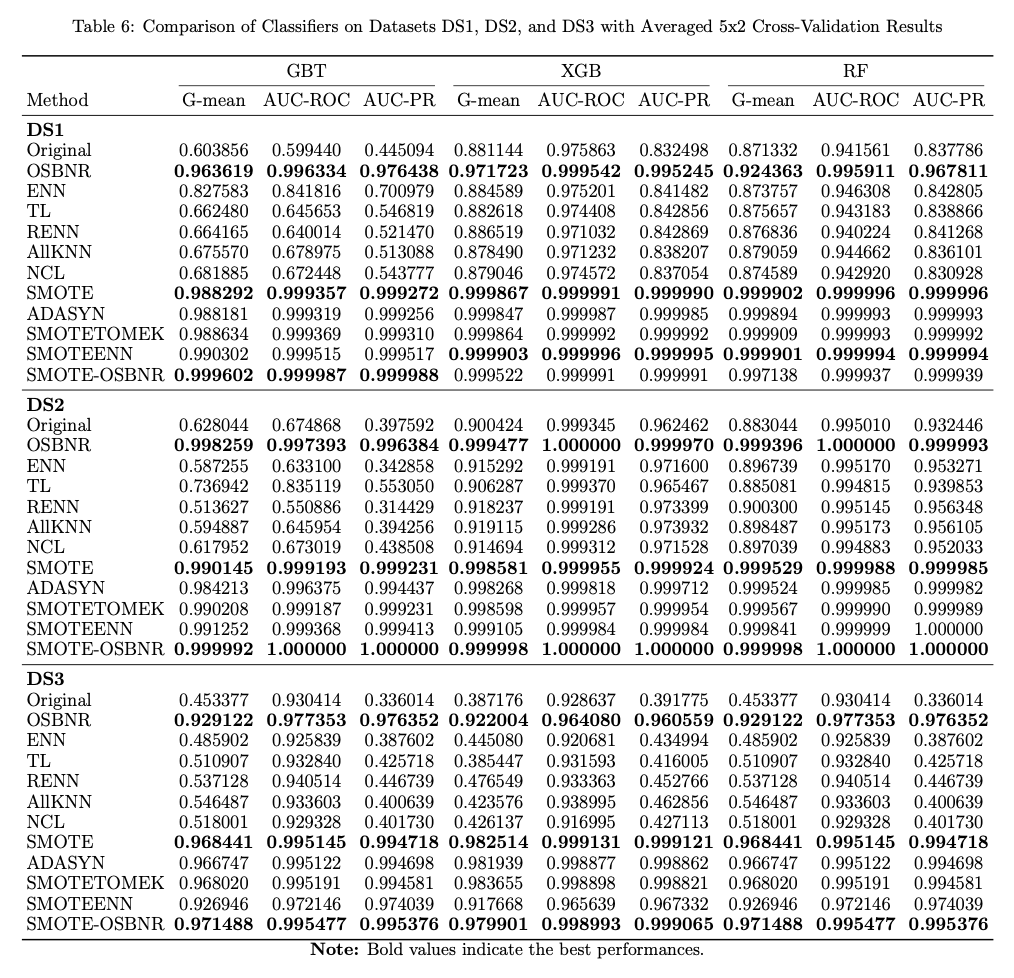 Table 6: Comparison of Classifiers on Datasets DS1, DS2, and DS3 with Averaged 5x2 Cross-Validation Results
GBT XGB RF
Method G-mean AUC-ROC AUC-PR G-mean AUC-ROC AUC-PR G-mean AUC-ROC AUC-PR
DS1
Original 0.603856 0.599440 0.445094 0.881144 0.975863 0.832498 0.871332 0.941561 0.837786
OSBNR 0.963619 0.996334 0.976438 0.971723 0.999542 0.995245 0.924363 0.995911 0.967811
ENN 0.827583 0.841816 0.700979 0.884589 0.975201 0.841482 0.873757 0.946308 0.842805
TL 0.662480 0.645653 0.546819 0.882618 0.974408 0.842856 0.875657 0.943183 0.838866
RENN 0.664165 0.640014 0.521470 0.886519 0.971032 0.842869 0.876836 0.940224 0.841268
AllKNN 0.675570 0.678975 0.513088 0.878490 0.971232 0.838207 0.879059 0.944662 0.836101
NCL 0.681885 0.672448 0.543777 0.879046 0.974572 0.837054 0.874589 0.942920 0.830928
SMOTE 0.988292 0.999357 0.999272 0.999867 0.999991 0.999990 0.999902 0.999996 0.999996
ADASYN 0.988181 0.999319 0.999256 0.999847 0.999987 0.999985 0.999894 0.999993 0.999993
SMOTETOMEK 0.988634 0.999369 0.999310 0.999864 0.999992 0.999992 0.999909 0.999993 0.999992
SMOTEENN 0.990302 0.999515 0.999517 0.999903 0.999996 0.999995 0.999901 0.999994 0.999994
SMOTE-OSBNR 0.999602 0.999987 0.999988 0.999522 0.999991 0.999991 0.997138 0.999937 0.999939
DS2
Original 0.628044 0.674868 0.397592 0.900424 0.999345 0.962462 0.883044 0.995010 0.932446
OSBNR 0.998259 0.997393 0.996384 0.999477 1.000000 0.999970 0.999396 1.000000 0.999993
ENN 0.587255 0.633100 0.342858 0.915292 0.999191 0.971600 0.896739 0.995170 0.953271
TL 0.736942 0.835119 0.553050 0.906287 0.999370 0.965467 0.885081 0.994815 0.939853
RENN 0.513627 0.550886 0.314429 0.918237 0.999191 0.973399 0.900300 0.995145 0.956348
AllKNN 0.594887 0.645954 0.394256 0.919115 0.999286 0.973932 0.898487 0.995173 0.956105
NCL 0.617952 0.673019 0.438508 0.914694 0.999312 0.971528 0.897039 0.994883 0.952033
SMOTE 0.990145 0.999193 0.999231 0.998581 0.999955 0.999924 0.999529 0.999988 0.999985
ADASYN 0.984213 0.996375 0.994437 0.998268 0.999818 0.999712 0.999524 0.999985 0.999982
SMOTETOMEK 0.990208 0.999187 0.999231 0.998598 0.999957 0.999954 0.999567 0.999990 0.999989
SMOTEENN 0.991252 0.999368 0.999413 0.999105 0.999984 0.999984 0.999841 0.999999 1.000000
SMOTE-OSBNR 0.999992 1.000000 1.000000 0.999998 1.000000 1.000000 0.999998 1.000000 1.000000
DS3
Original 0.453377 0.930414 0.336014 0.387176 0.928637 0.391775 0.453377 0.930414 0.336014
OSBNR 0.929122 0.977353 0.976352 0.922004 0.964080 0.960559 0.929122 0.977353 0.976352
ENN 0.485902 0.925839 0.387602 0.445080 0.920681 0.434994 0.485902 0.925839 0.387602
TL 0.510907 0.932840 0.425718 0.385447 0.931593 0.416005 0.510907 0.932840 0.425718
RENN 0.537128 0.940514 0.446739 0.476549 0.933363 0.452766 0.537128 0.940514 0.446739
AllKNN 0.546487 0.933603 0.400639 0.423576 0.938995 0.462856 0.546487 0.933603 0.400639
NCL 0.518001 0.929328 0.401730 0.426137 0.916995 0.427113 0.518001 0.929328 0.401730
SMOTE 0.968441 0.995145 0.994718 0.982514 0.999131 0.999121 0.968441 0.995145 0.994718
ADASYN 0.966747 0.995122 0.994698 0.981939 0.998877 0.998862 0.966747 0.995122 0.994698
SMOTETOMEK 0.968020 0.995191 0.994581 0.983655 0.998898 0.998821 0.968020 0.995191 0.994581
SMOTEENN 0.926946 0.972146 0.974039 0.917668 0.965639 0.967332 0.926946 0.972146 0.974039
SMOTE-OSBNR 0.971488 0.995477 0.995376 0.979901 0.998993 0.999065 0.971488 0.995477 0.995376
Note: Bold values indicate the best performances.